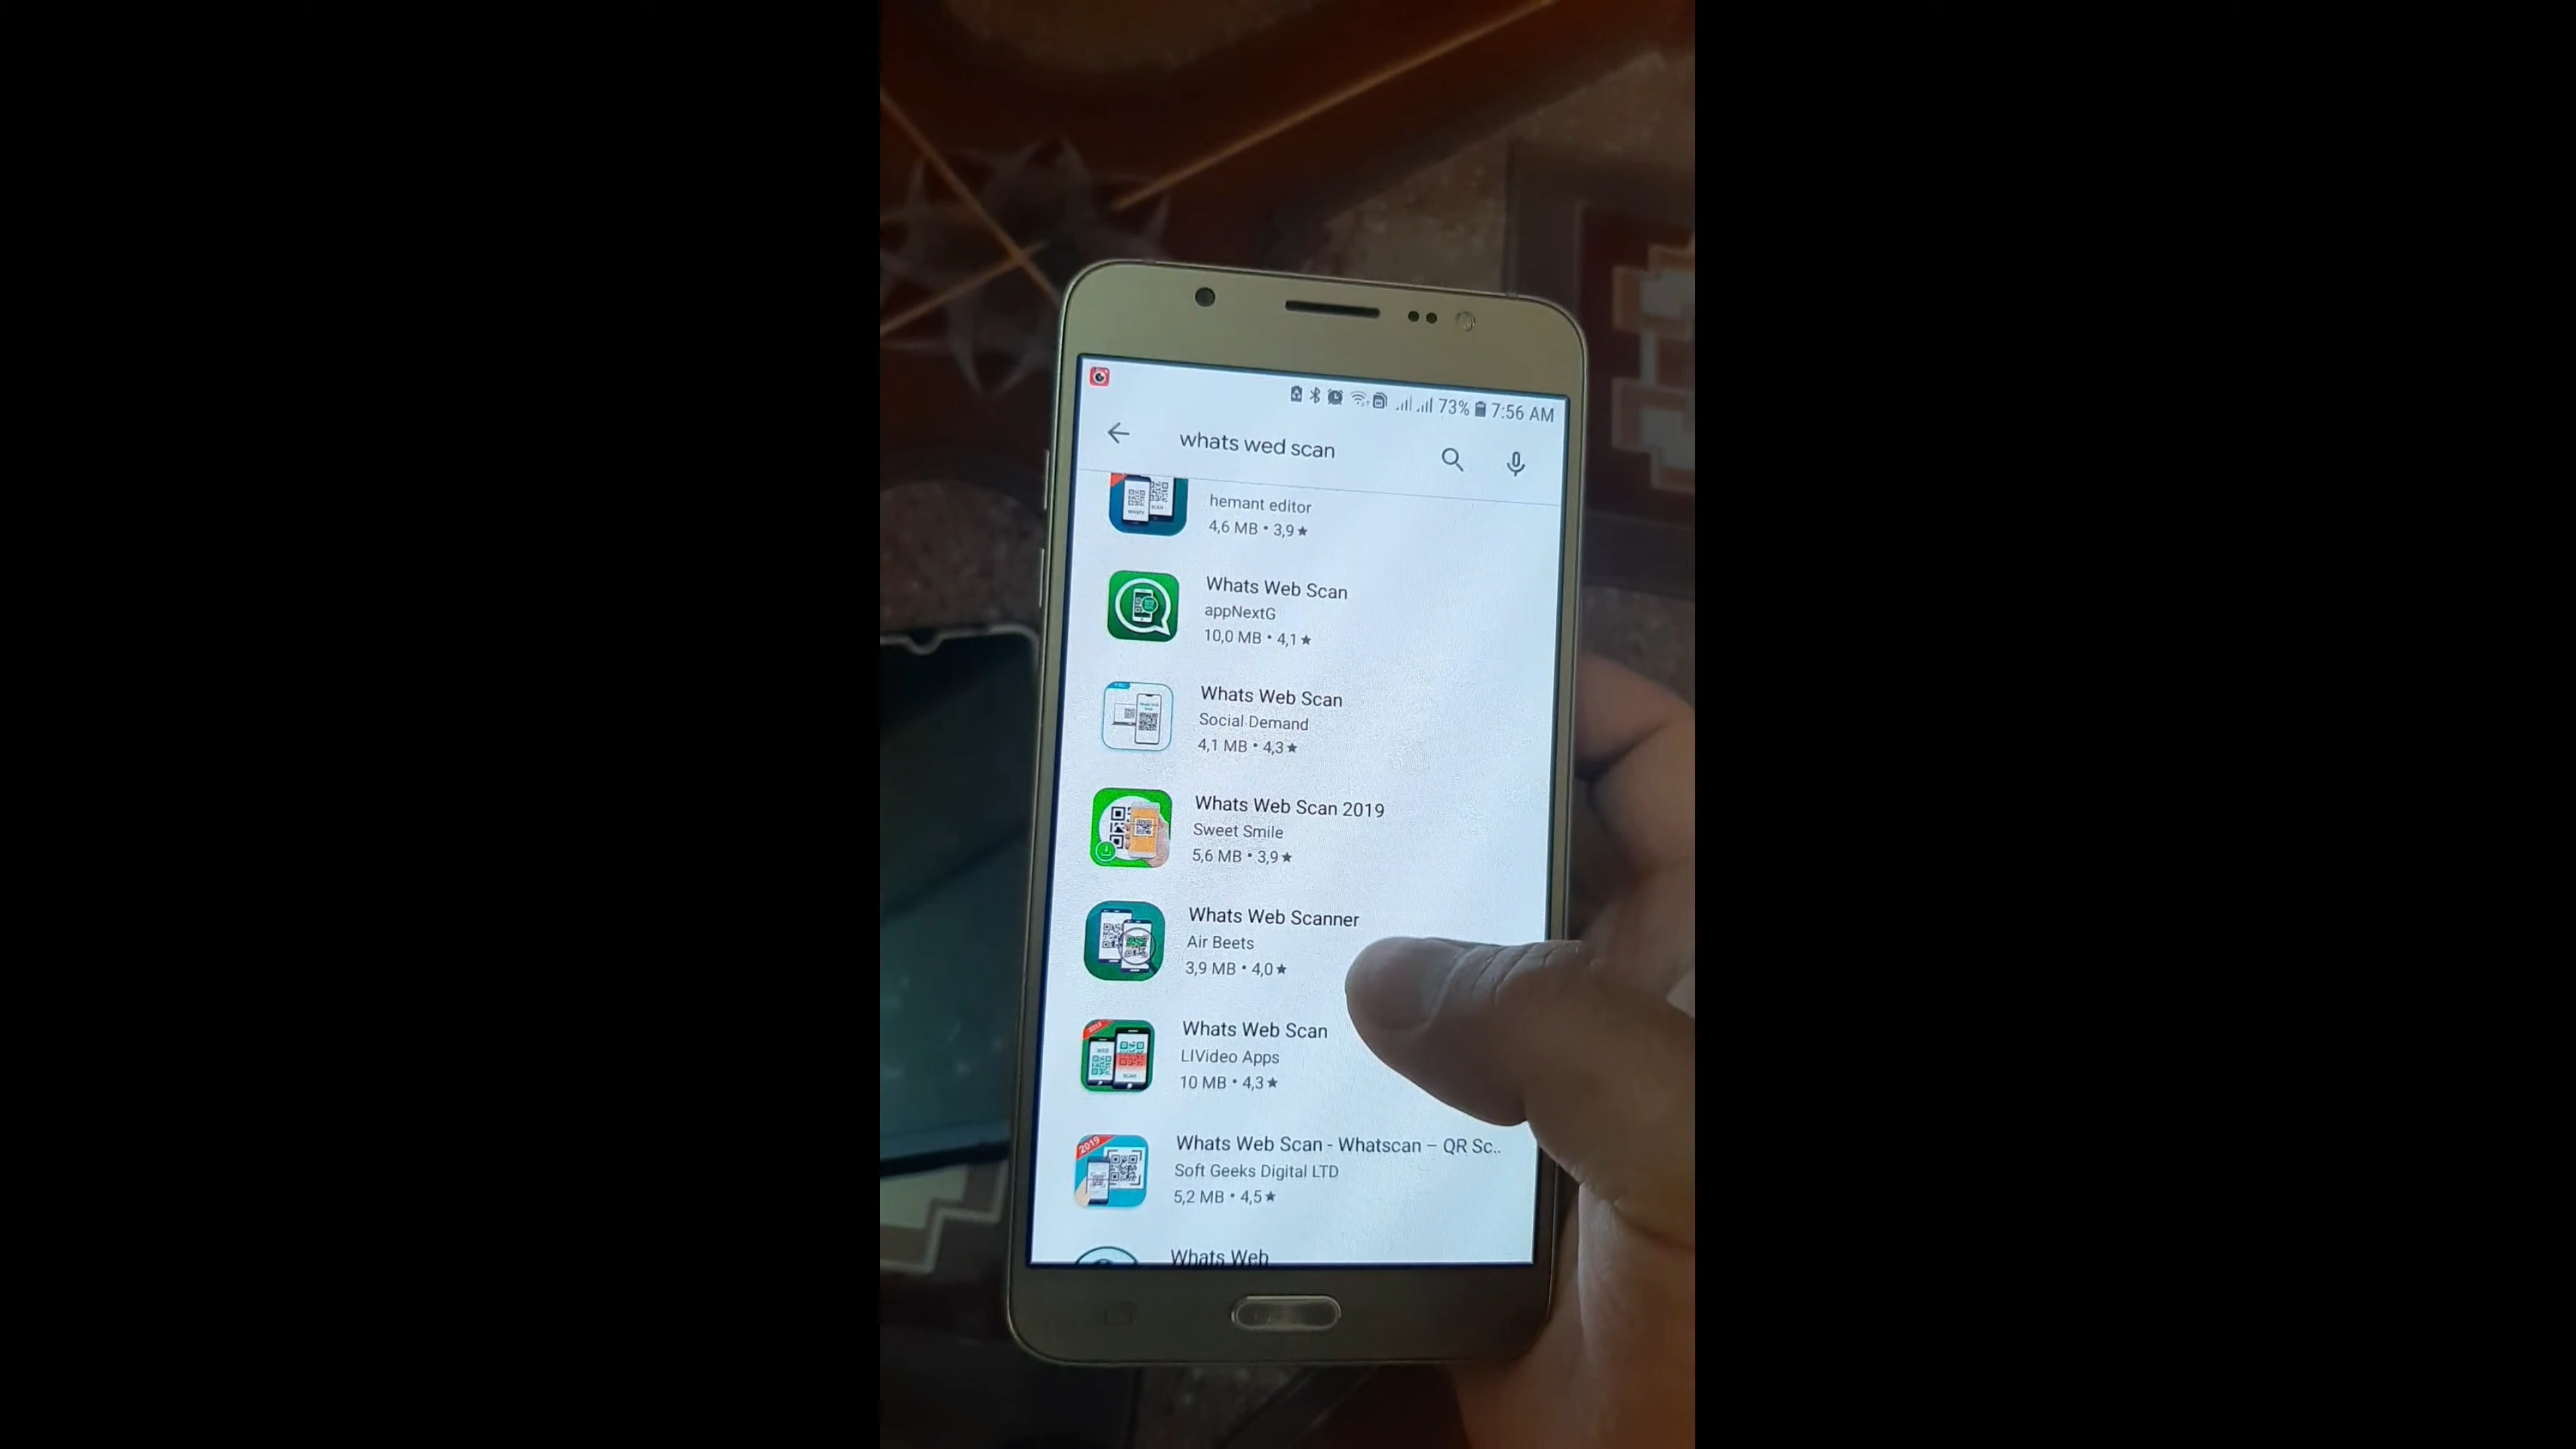 73% 7:56 AM
whats wed scan
hemant editor
4,6 MB • 3,9★
Whats Web Scan
appNextG
10,0 MB • 4,1★
Whats Web Scan
Social Demand
4,1 MB • 4,3★
Whats Web Scan 2019
Sweet Smile
5,6 MB • 3,9★
Whats Web Scanner
Air Beets
3,9 MB • 4,0★
2019
Whats Web Scan
LIVideo Apps
10 MB • 4,3★
2019
Whats Web Scan - Whatscan – QR Sc..
Soft Geeks Digital LTD
5,2 MB • 4,5★
Whats Web